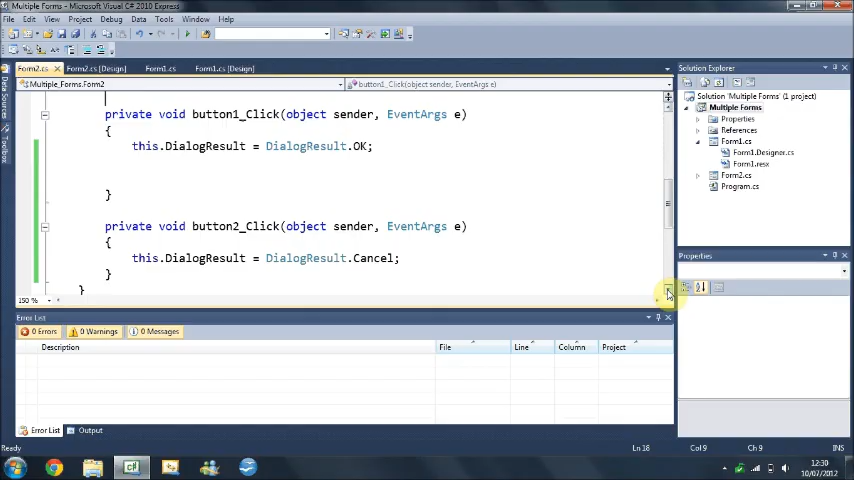 Multiple Forms - Microsoft Visual C# 2010 Express
File Edit View Project Debug Data Tools Window Help
Form2.cs Form2.cs [Design] Form1.cs Form1.cs [Design]
Multiple_Forms.Form2 button1_Click(object sender, EventArgs e)
private void button1_Click(object sender, EventArgs e)
{
this.DialogResult = DialogResult.OK;
}
private void button2_Click(object sender, EventArgs e)
{
this.DialogResult = DialogResult.Cancel;
}
}
150 %
Data Sources
Toolbox
Error List
0 Errors 0 Warnings 0 Messages
Description File Line Column Project
Error List Output
Solution Explorer
Solution 'Multiple Forms' (1 project)
Multiple Forms
Properties
References
Form1.cs
Form1.Designer.cs
Form1.resx
Form2.cs
Program.cs
Properties
Ready Ln 18 Col 9 Ch 9 INS
12:30
10/07/2012